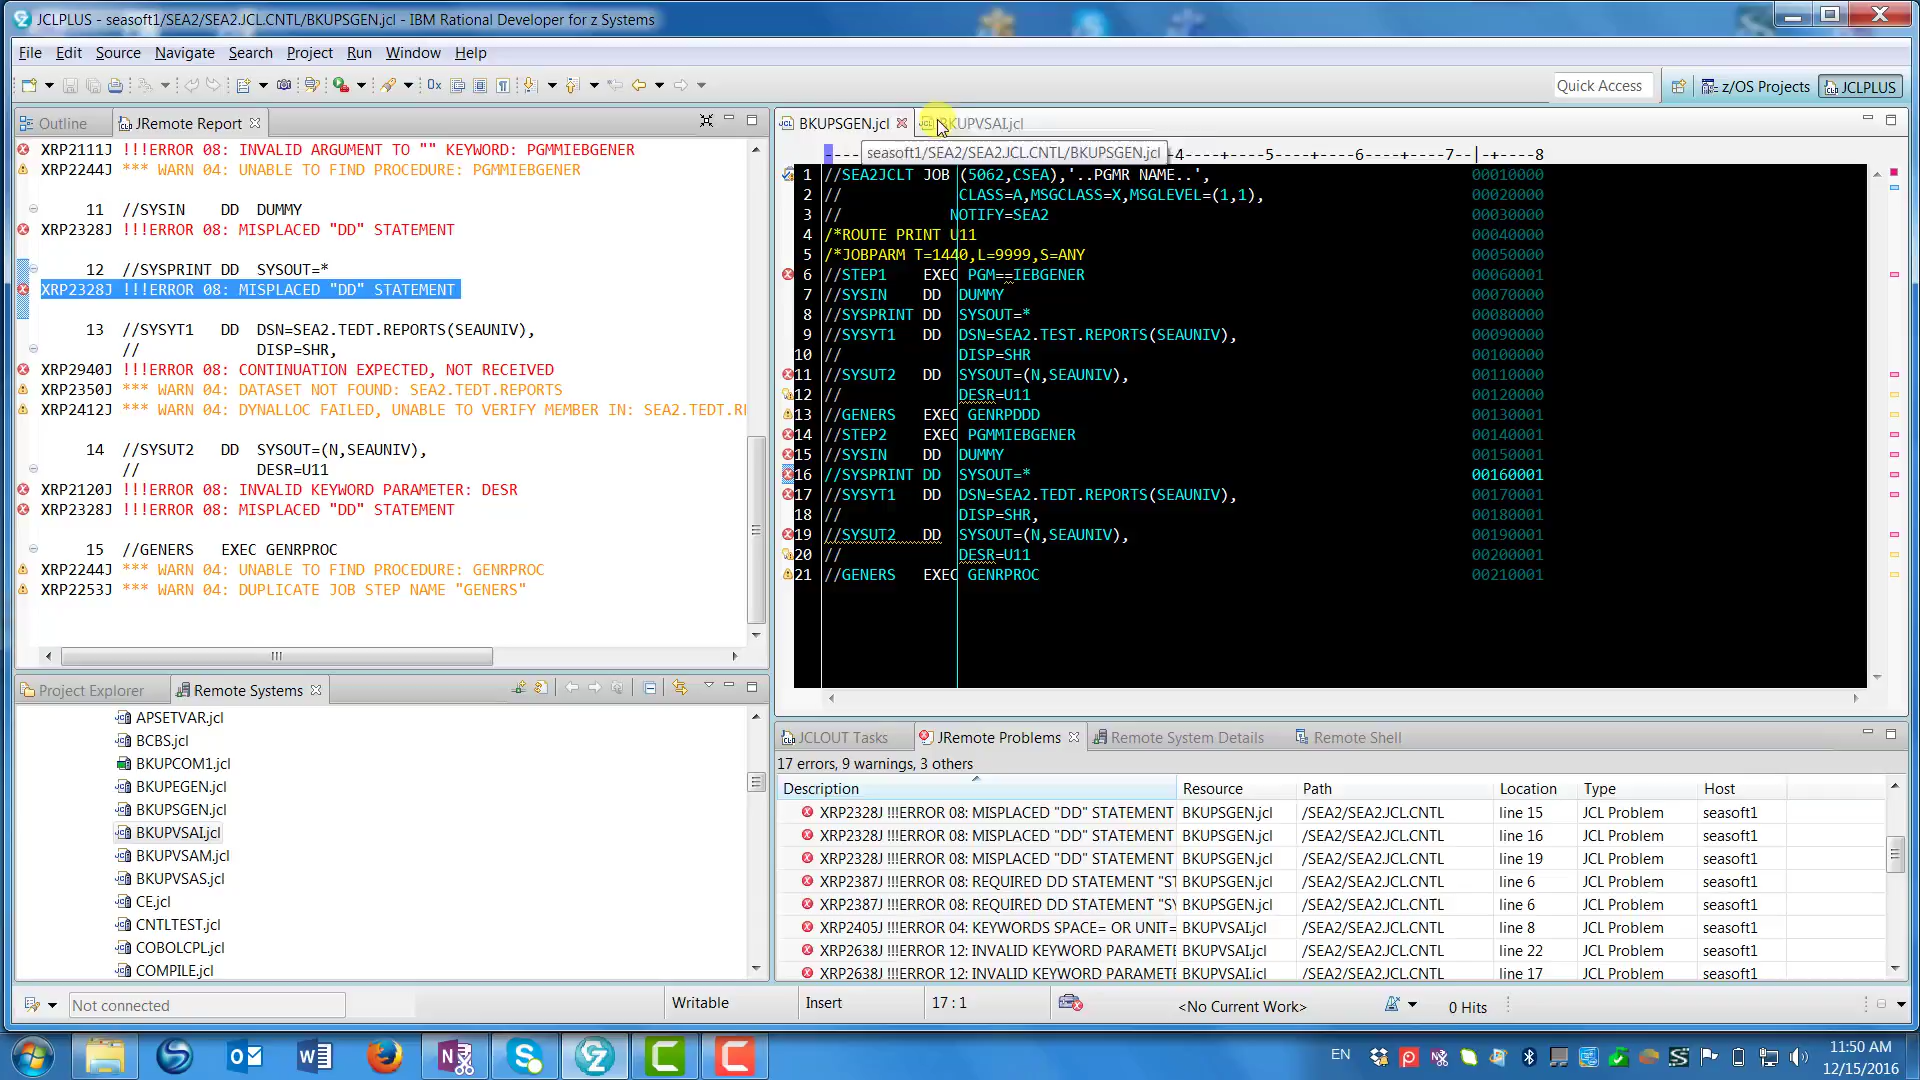 JCLPLUS - seasoft1/SEA2/SEA2.JCL.CNTL/BKUPSGEN.jcl - IBM Rational Developer for z Systems
File Edit Source Navigate Search Project Run Window Help
Quick Access z/OS Projects JCLPLUS
Outline JRemote Report
XRP2111J !!!ERROR 08: INVALID ARGUMENT TO "" KEYWORD: PGMMIEBGENER
XRP2244J *** WARN 04: UNABLE TO FIND PROCEDURE: PGMMIEBGENER
11 //SYSIN DD DUMMY
XRP2328J !!!ERROR 08: MISPLACED "DD" STATEMENT
12 //SYSPRINT DD SYSOUT=*
XRP2328J !!!ERROR 08: MISPLACED "DD" STATEMENT
13 //SYSYT1 DD DSN=SEA2.TEDT.REPORTS(SEAUNIV),
// DISP=SHR,
XRP2940J !!!ERROR 08: CONTINUATION EXPECTED, NOT RECEIVED
XRP2350J *** WARN 04: DATASET NOT FOUND: SEA2.TEDT.REPORTS
XRP2412J *** WARN 04: DYNALLOC FAILED, UNABLE TO VERIFY MEMBER IN: SEA2.TEDT.RE
14 //SYSUT2 DD SYSOUT=(N,SEAUNIV),
// DESR=U11
XRP2120J !!!ERROR 08: INVALID KEYWORD PARAMETER: DESR
XRP2328J !!!ERROR 08: MISPLACED "DD" STATEMENT
15 //GENERS EXEC GENRPROC
XRP2244J *** WARN 04: UNABLE TO FIND PROCEDURE: GENRPROC
XRP2253J *** WARN 04: DUPLICATE JOB STEP NAME "GENERS"
BKUPSGEN.jcl BKUPVSAI.jcl
seasoft1/SEA2/SEA2.JCL.CNTL/BKUPSGEN.jcl
----4----+----5----+----6----+----7--|-+----8
1 //SEA2JCLT JOB (5062,CSEA),'..PGMR NAME..', 00010000
2 // CLASS=A,MSGCLASS=X,MSGLEVEL=(1,1), 00020000
3 // NOTIFY=SEA2 00030000
4 /*ROUTE PRINT U11 00040000
5 /*JOBPARM T=1440,L=9999,S=ANY 00050000
6 //STEP1 EXEC PGM==IEBGENER 00060001
7 //SYSIN DD DUMMY 00070000
8 //SYSPRINT DD SYSOUT=* 00080000
9 //SYSYT1 DD DSN=SEA2.TEST.REPORTS(SEAUNIV), 00090000
10 // DISP=SHR 00100000
11 //SYSUT2 DD SYSOUT=(N,SEAUNIV), 00110000
12 // DESR=U11 00120000
13 //GENERS EXEC GENRPDDD 00130001
14 //STEP2 EXEC PGMMIEBGENER 00140001
15 //SYSIN DD DUMMY 00150001
16 //SYSPRINT DD SYSOUT=* 00160001
17 //SYSYT1 DD DSN=SEA2.TEDT.REPORTS(SEAUNIV), 00170001
18 // DISP=SHR, 00180001
19 //SYSUT2 DD SYSOUT=(N,SEAUNIV), 00190001
20 // DESR=U11 00200001
21 //GENERS EXEC GENRPROC 00210001
Project Explorer Remote Systems
APSETVAR.jcl
BCBS.jcl
BKUPCOM1.jcl
BKUPEGEN.jcl
BKUPSGEN.jcl
BKUPVSAI.jcl
BKUPVSAM.jcl
BKUPVSAS.jcl
CE.jcl
CNTLTEST.jcl
COBOLCPL.jcl
COMPILE.jcl
JCLOUT Tasks JRemote Problems Remote System Details Remote Shell
17 errors, 9 warnings, 3 others
Description Resource Path Location Type Host
XRP2328J !!!ERROR 08: MISPLACED "DD" STATEMENT BKUPSGEN.jcl /SEA2/SEA2.JCL.CNTL line 15 JCL Problem seasoft1
XRP2328J !!!ERROR 08: MISPLACED "DD" STATEMENT BKUPSGEN.jcl /SEA2/SEA2.JCL.CNTL line 16 JCL Problem seasoft1
XRP2328J !!!ERROR 08: MISPLACED "DD" STATEMENT BKUPSGEN.jcl /SEA2/SEA2.JCL.CNTL line 19 JCL Problem seasoft1
XRP2387J !!!ERROR 08: REQUIRED DD STATEMENT "SY BKUPSGEN.jcl /SEA2/SEA2.JCL.CNTL line 6 JCL Problem seasoft1
XRP2387J !!!ERROR 08: REQUIRED DD STATEMENT "SY BKUPSGEN.jcl /SEA2/SEA2.JCL.CNTL line 6 JCL Problem seasoft1
XRP2405J !!!ERROR 04: KEYWORDS SPACE= OR UNIT= BKUPVSAI.jcl /SEA2/SEA2.JCL.CNTL line 8 JCL Problem seasoft1
XRP2638J !!!ERROR 12: INVALID KEYWORD PARAMETE BKUPVSAI.jcl /SEA2/SEA2.JCL.CNTL line 22 JCL Problem seasoft1
XRP2638J !!!ERROR 12: INVALID KEYWORD PARAMETE BKUPVSAI.jcl /SEA2/SEA2.JCL.CNTL line 17 JCL Problem seasoft1
Not connected Writable Insert 17 : 1 <No Current Work> 0 Hits
EN 11:50 AM
12/15/2016